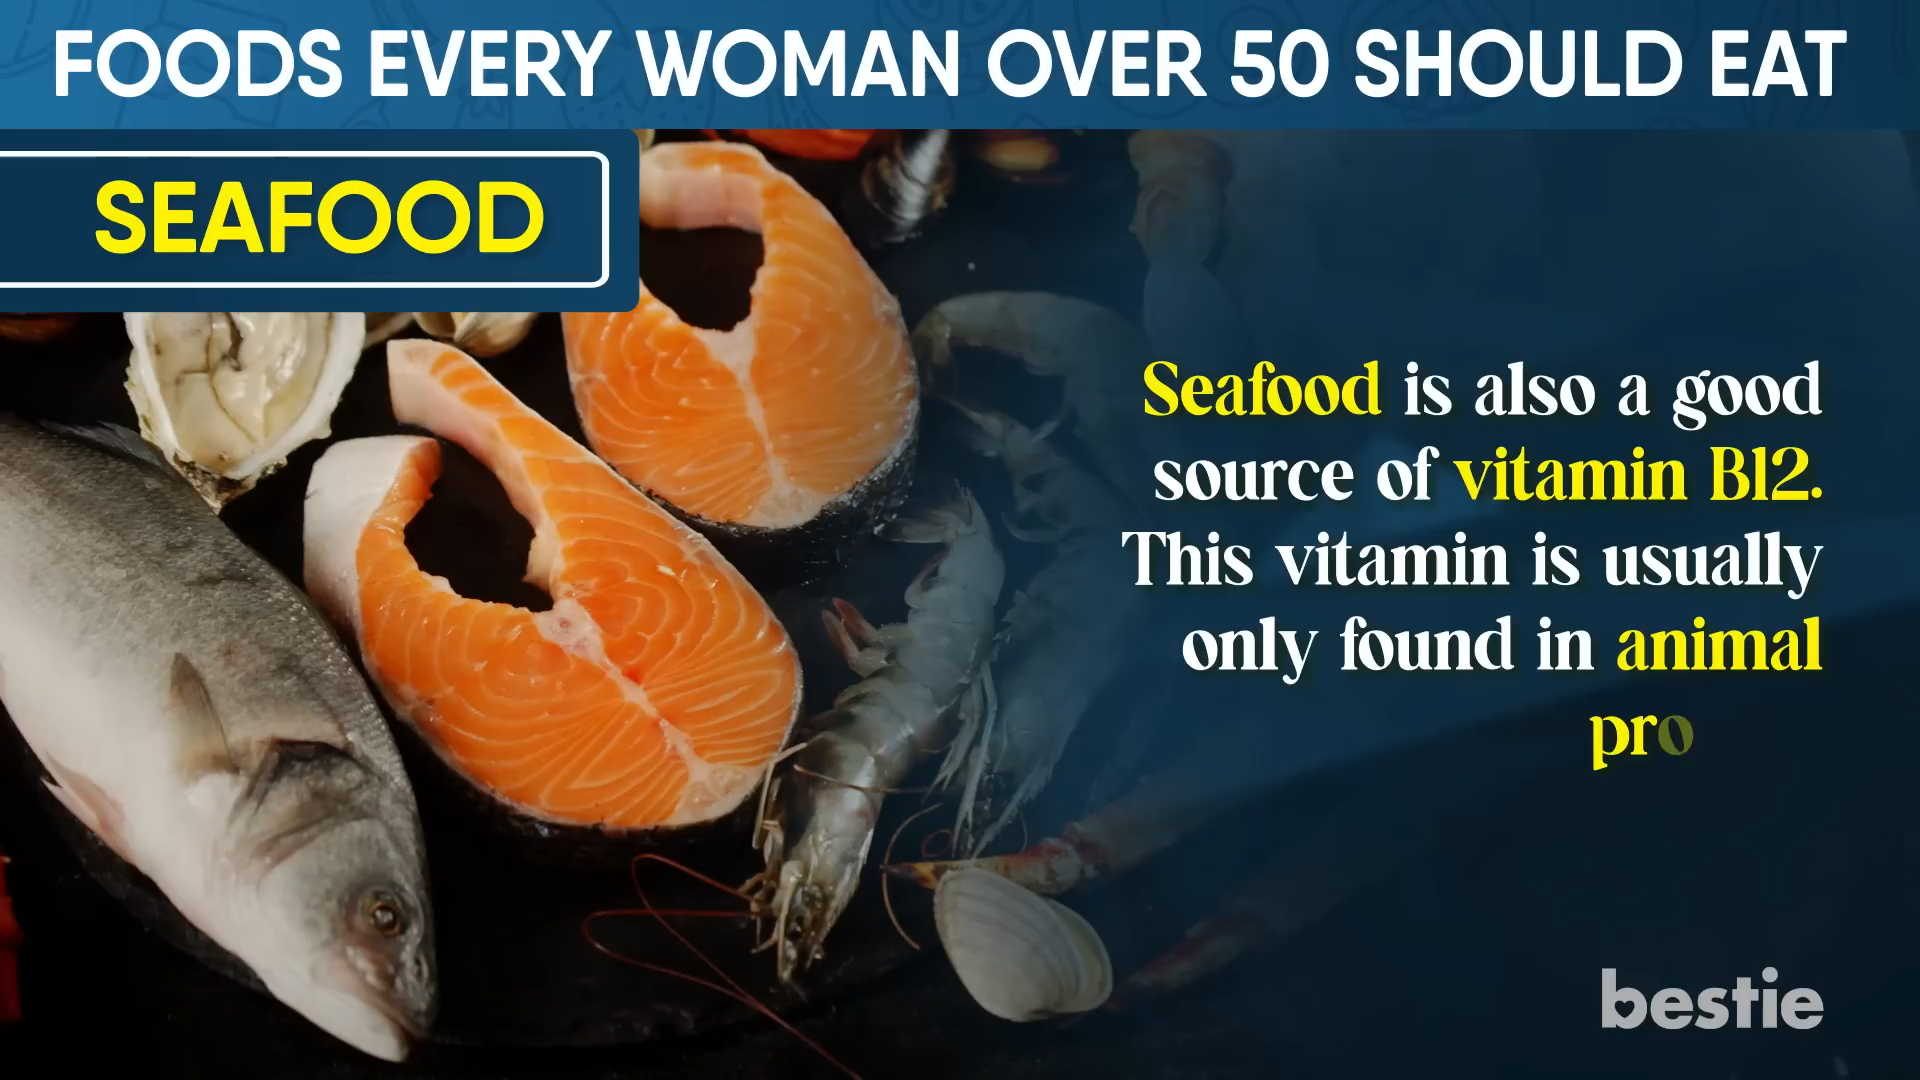 FOODS EVERY WOMAN OVER 50 SHOULD EAT
SEAFOOD
Seafood is also a good
source of vitamin B12.
This vitamin is usually
only found in animal
pro
bestie